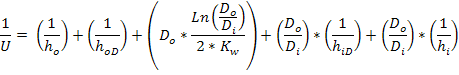 1/U = (1/h_o) + (1/h_oD) + (D_o * Ln(D_o/D_i)/(2 * K_w)) + (D_o/D_i) * (1/h_iD) + (D_o/D_i) * (1/h_i)